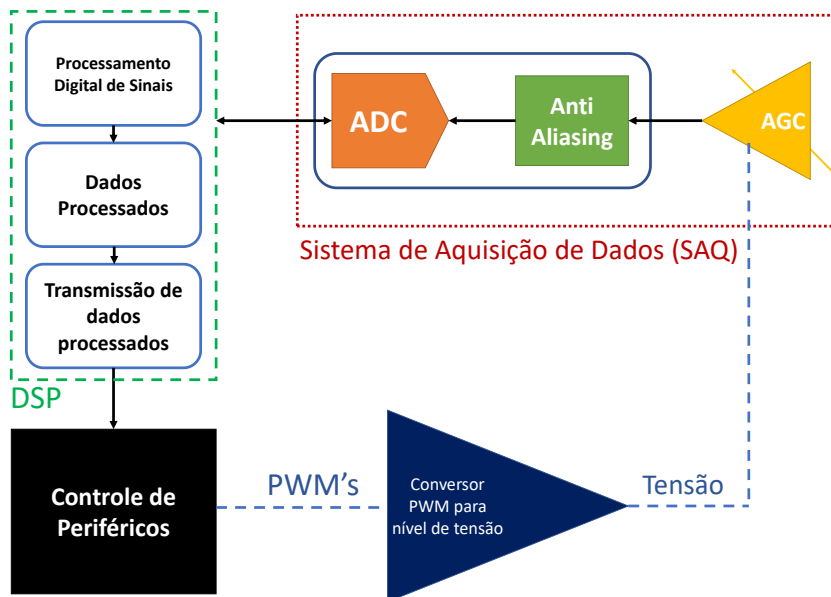 Processamento
Digital de Sinais
Dados
Processados
Transmissão de
dados
processados
DSP
ADC
Anti
Aliasing
AGC
Sistema de Aquisição de Dados (SAQ)
Controle de
Periféricos
PWM's
Conversor
PWM para
nível de tensão
Tensão